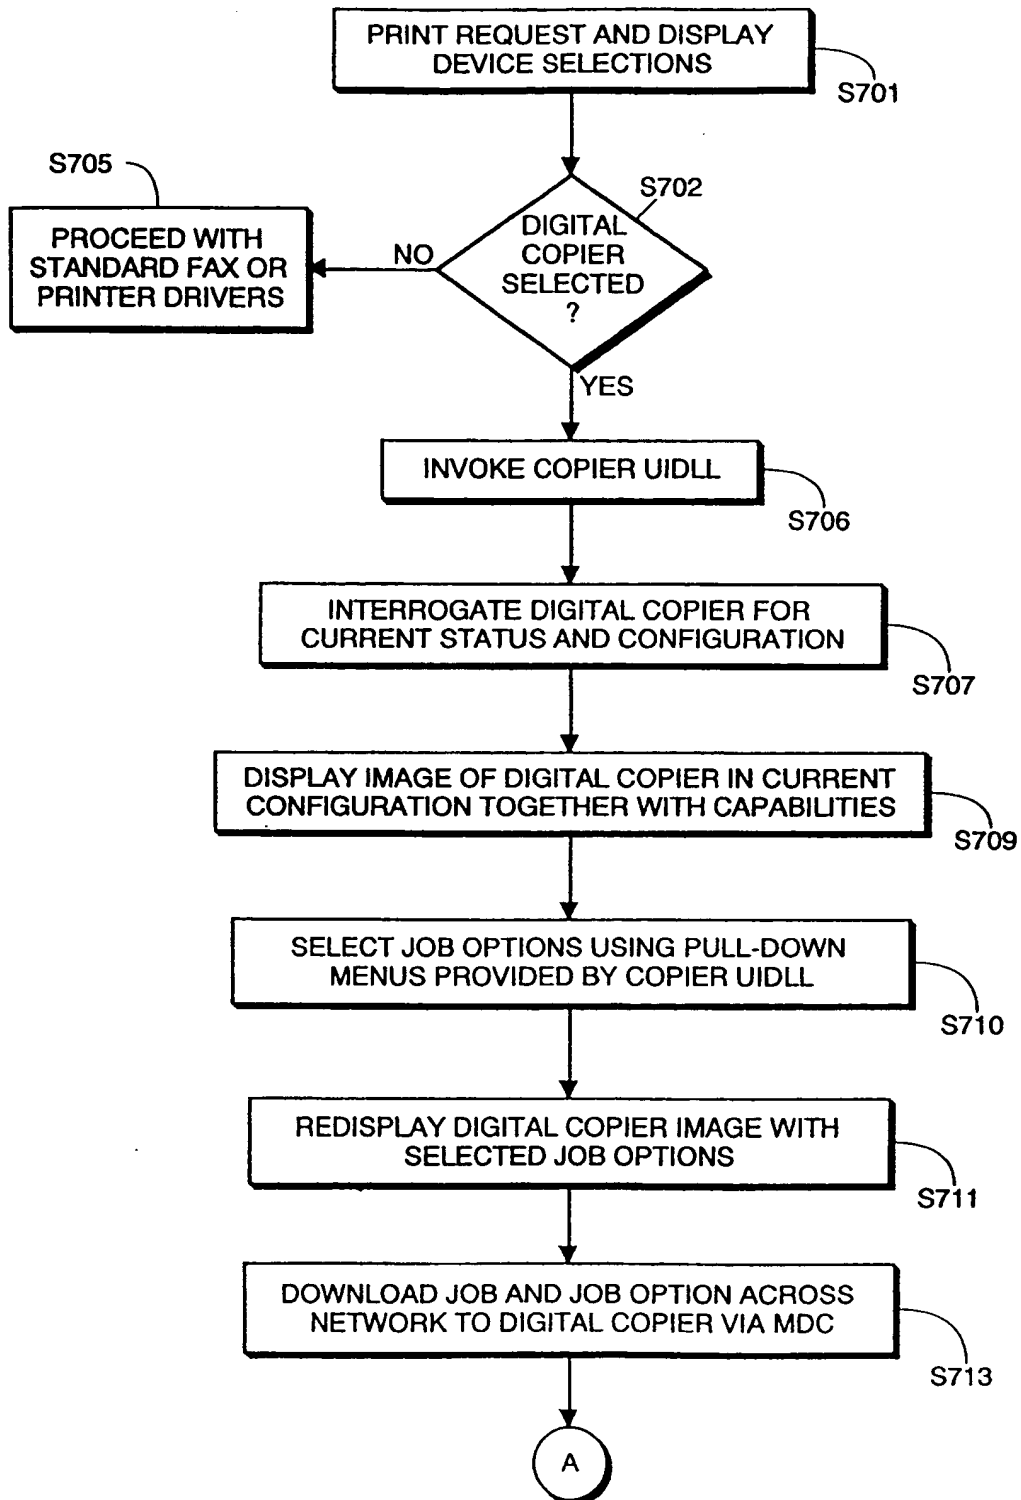 PRINT REQUEST AND DISPLAY
DEVICE SELECTIONS
S701
S702
DIGITAL
COPIER
SELECTED
?
NO
S705
PROCEED WITH
STANDARD FAX OR
PRINTER DRIVERS
YES
INVOKE COPIER UIDLL
S706
INTERROGATE DIGITAL COPIER FOR
CURRENT STATUS AND CONFIGURATION
S707
DISPLAY IMAGE OF DIGITAL COPIER IN CURRENT
CONFIGURATION TOGETHER WITH CAPABILITIES
S709
SELECT JOB OPTIONS USING PULL-DOWN
MENUS PROVIDED BY COPIER UIDLL
S710
REDISPLAY DIGITAL COPIER IMAGE WITH
SELECTED JOB OPTIONS
S711
DOWNLOAD JOB AND JOB OPTION ACROSS
NETWORK TO DIGITAL COPIER VIA MDC
S713
A